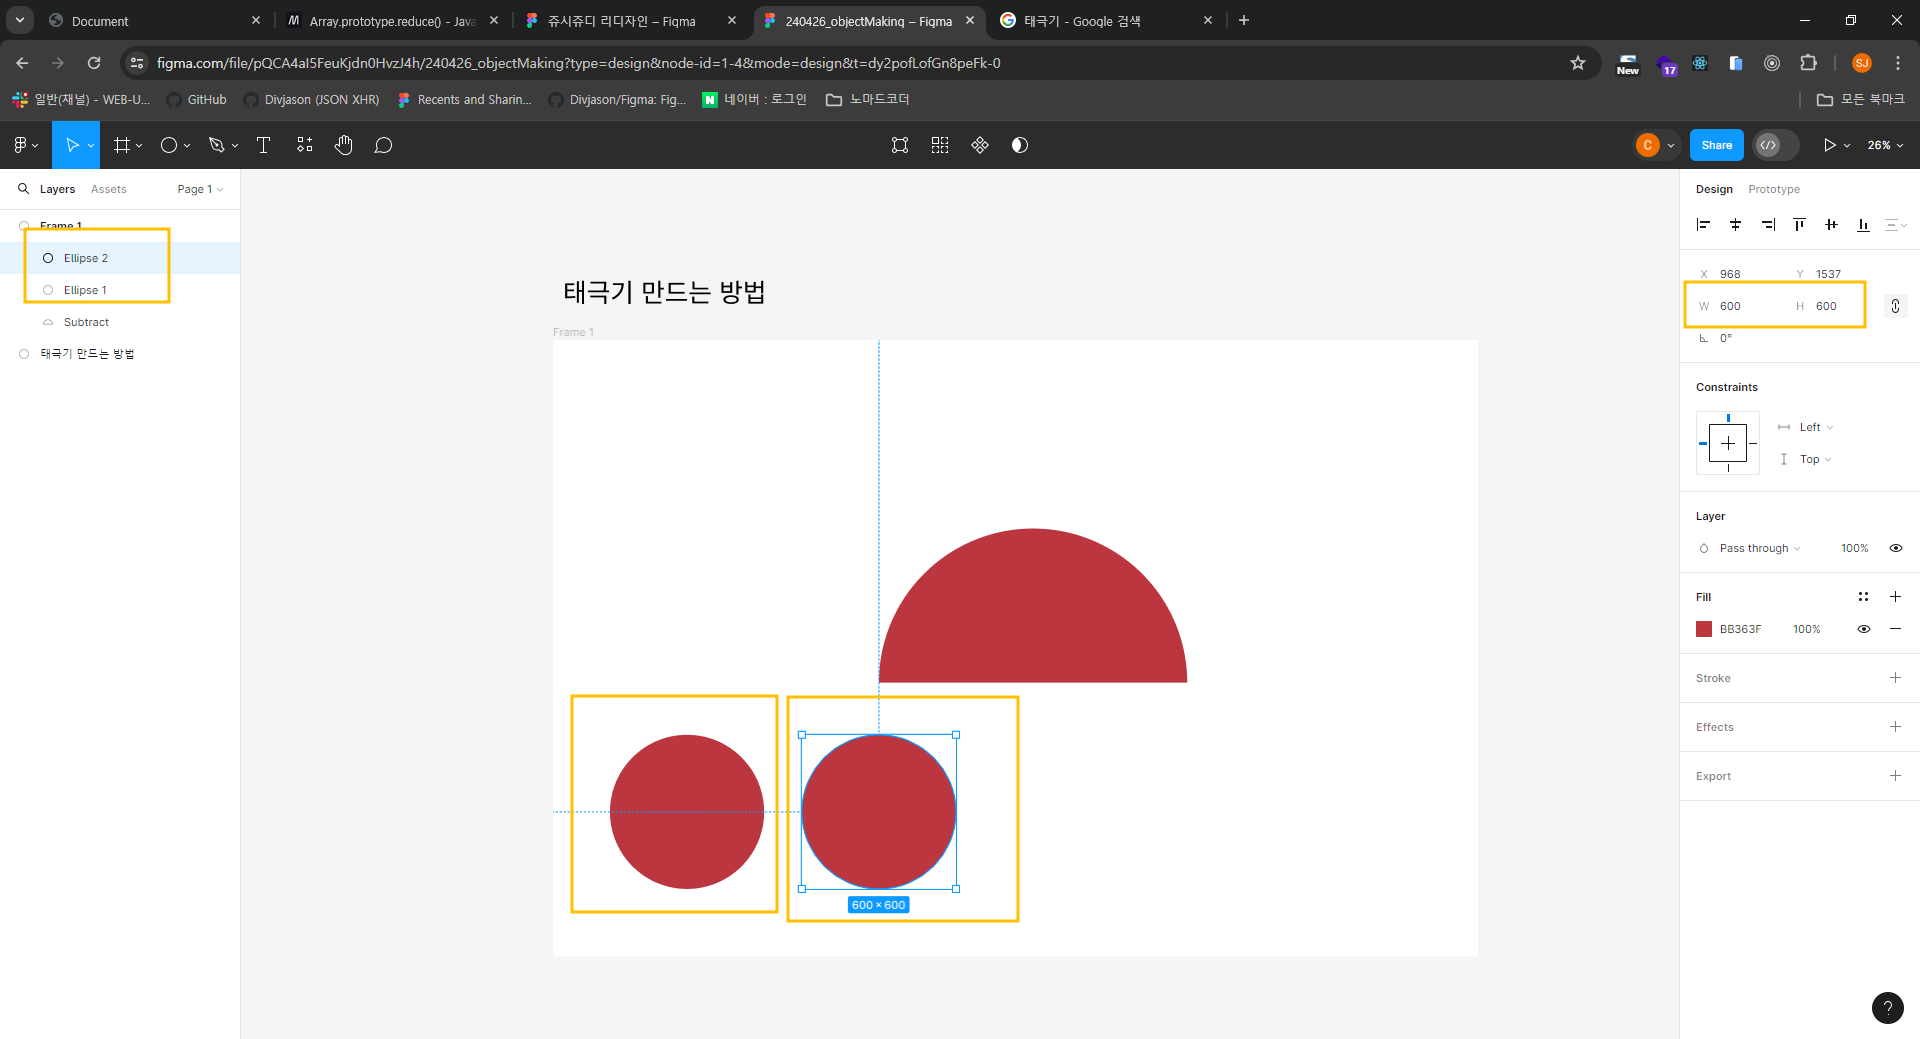 Document
Array.prototype.reduce() - Java
쥬시쥬디 리디자인 – Figma
240426_objectMaking – Figma
태극기 - Google 검색
figma.com/file/pQCA4aI5FeuKjdn0HvzJ4h/240426_objectMaking?type=design&node-id=1-4&mode=design&t=dy2pofLofGn8peFk-0
New
17
SJ
일반(채널) - WEB-U...
GitHub
Divjason (JSON XHR)
Recents and Sharin...
Divjason/Figma: Fig...
N
네이버 : 로그인
노마드코더
모든 북마크
C
Share
26%
Layers
Assets
Page 1
Design
Prototype
Frame 1
Ellipse 2
Ellipse 1
Subtract
태극기 만드는 방법
태극기 만드는 방법
Frame 1
600 × 600
X 968
Y 1537
W 600
H 600
0°
Constraints
Left
Top
Layer
Pass through
100%
Fill
BB363F
100%
Stroke
Effects
Export
?